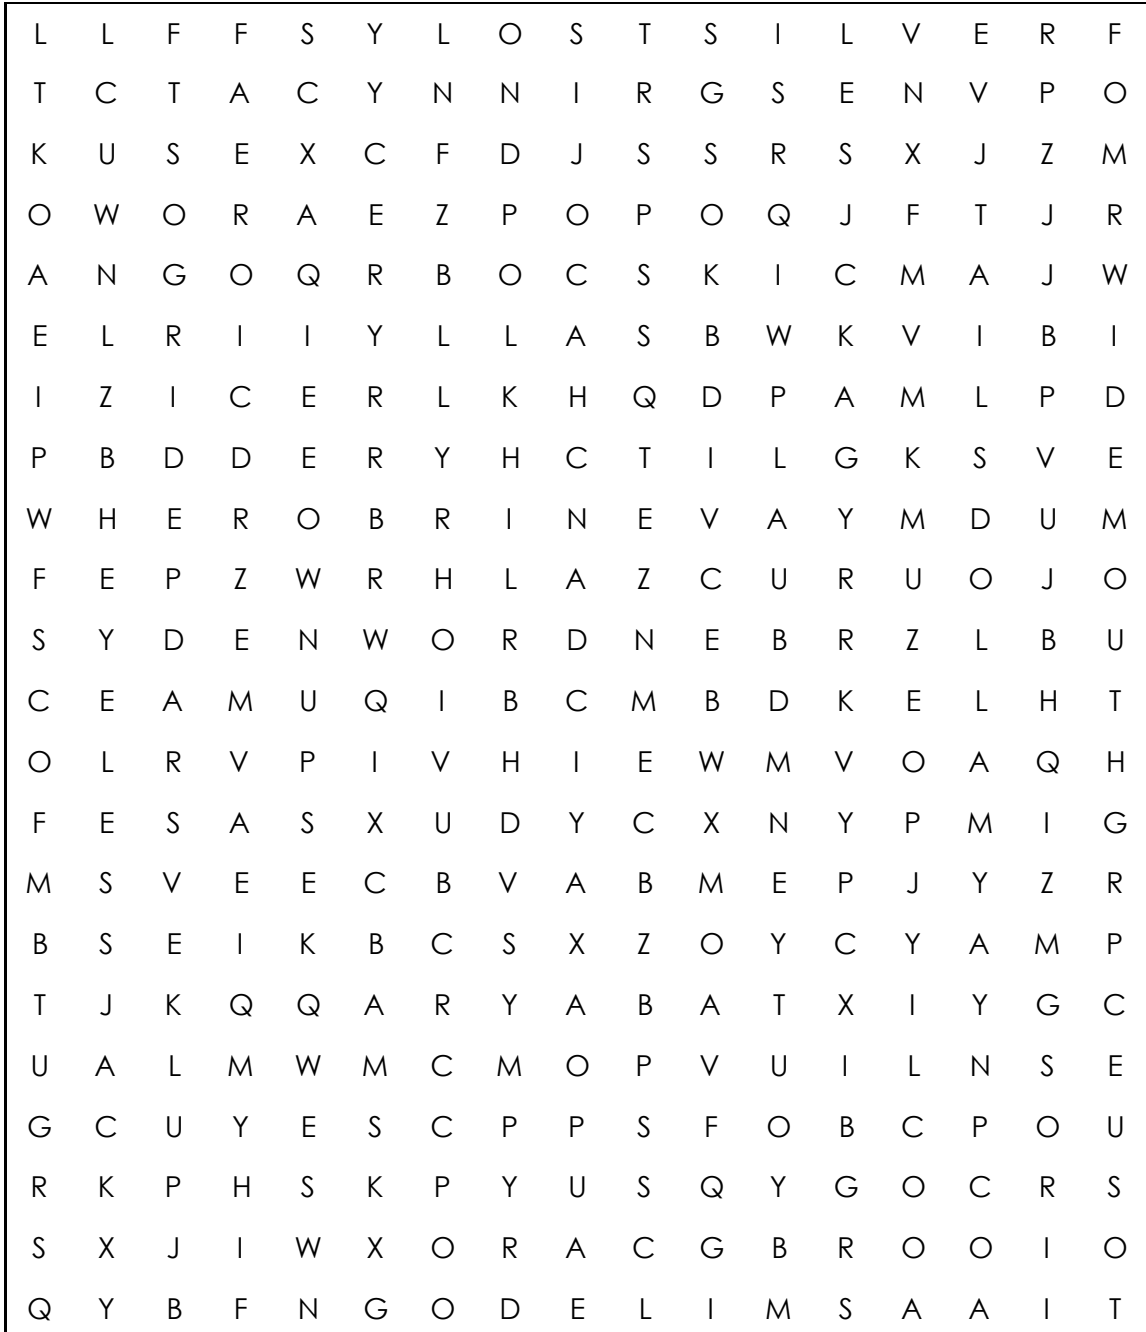 L L F F S Y L O S T S I L V E R F
T C T A C Y N N I R G S E N V P O
K U S E X C F D J S S R S X J Z M
O W O R A E Z P O P O Q J F T J R
A N G O Q R B O C S K I C M A J W
E L R I I Y L L A S B W K V I B I
I Z I C E R L K H Q D P A M L P D
P B D D E R Y H C T I L G K S V E
W H E R O B R I N E V A Y M D U M
F E P Z W R H L A Z C U R U O J O
S Y D E N W O R D N E B R Z L B U
C E A M U Q I B C M B D K E L H T
O L R V P I V H I E W M V O A Q H
F E S A S X U D Y C X N Y P M I G
M S V E E C B V A B M E P J Y Z R
B S E I K B C S X Z O Y C Y A M P
T J K Q Q A R Y A B A T X I Y G C
U A L M W M C M O P V U I L N S E
G C U Y E S C P P S F O B C P O U
R K P H S K P Y U S Q Y G O C R S
S X J I W X O R A C G B R O O I O
Q Y B F N G O D E L I M S A A I T